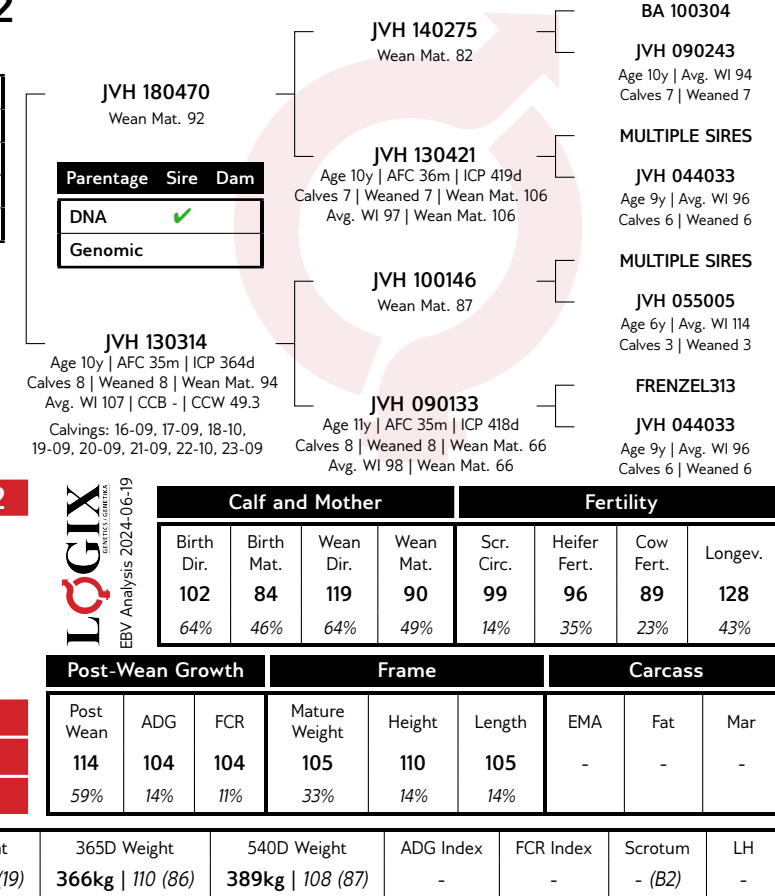 2
BA 100304
JVH 140275
Wean Mat. 82
JVH 090243
Age 10y | Avg. WI 94
Calves 7 | Weaned 7
JVH 180470
Wean Mat. 92
MULTIPLE SIRES
JVH 130421
Age 10y | AFC 36m | ICP 419d
Calves 7 | Weaned 7 | Wean Mat. 106
Avg. WI 97 | Wean Mat. 106
JVH 044033
Age 9y | Avg. WI 96
Calves 6 | Weaned 6
Parentage Sire Dam
DNA ✔
Genomic
MULTIPLE SIRES
JVH 100146
Wean Mat. 87
JVH 055005
Age 6y | Avg. WI 114
Calves 3 | Weaned 3
JVH 130314
Age 10y | AFC 35m | ICP 364d
Calves 8 | Weaned 8 | Wean Mat. 94
Avg. WI 107 | CCB - | CCW 49.3
Calvings: 16-09, 17-09, 18-10,
19-09, 20-09, 21-09, 22-10, 23-09
FRENZEL313
JVH 090133
Age 11y | AFC 35m | ICP 418d
Calves 8 | Weaned 8 | Wean Mat. 66
Avg. WI 98 | Wean Mat. 66
JVH 044033
Age 9y | Avg. WI 96
Calves 6 | Weaned 6
2
LOGIX
GENETICS | GENETIKA
EBV Analysis 2024-06-19
Calf and Mother Fertility
Birth Dir. Birth Mat. Wean Dir. Wean Mat. Scr. Circ. Heifer Fert. Cow Fert. Longev.
102 84 119 90 99 96 89 128
64% 46% 64% 49% 14% 35% 23% 43%
Post-Wean Growth Frame Carcass
Post Wean ADG FCR Mature Weight Height Length EMA Fat Mar
114 104 104 105 110 105 - - -
59% 14% 11% 33% 14% 14%
365D Weight 540D Weight ADG Index FCR Index Scrotum LH
(19) 366kg | 110 (86) 389kg | 108 (87) - - - (B2) -